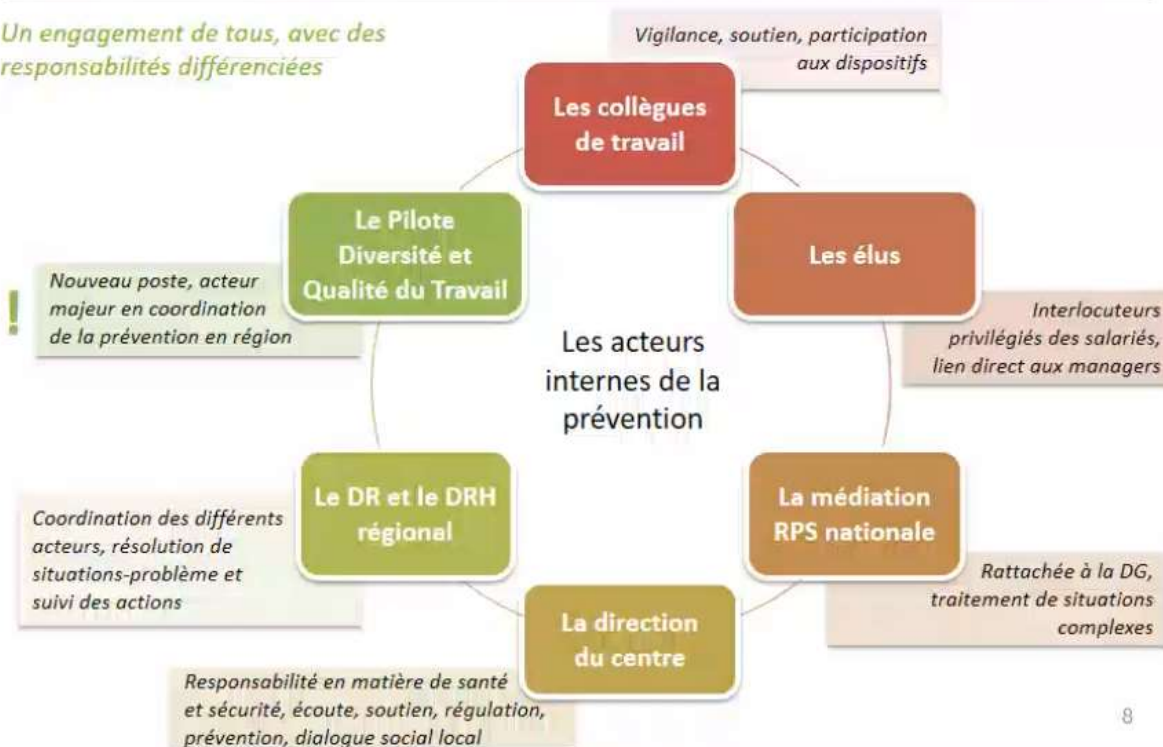 Un engagement de tous, avec des
responsabilités différenciées
Vigilance, soutien, participation
aux dispositifs
Les collègues
de travail
Le Pilote
Diversité et
Qualité du Travail
Les élus
!
Nouveau poste, acteur
majeur en coordination
de la prévention en région
Interlocuteurs
privilégiés des salariés,
lien direct aux managers
Les acteurs
internes de la
prévention
Le DR et le DRH
régional
La médiation
RPS nationale
Coordination des différents
acteurs, résolution de
situations-problème et
suivi des actions
Rattachée à la DG,
traitement de situations
complexes
La direction
du centre
Responsabilité en matière de santé
et sécurité, écoute, soutien, régulation,
prévention, dialogue social local
8